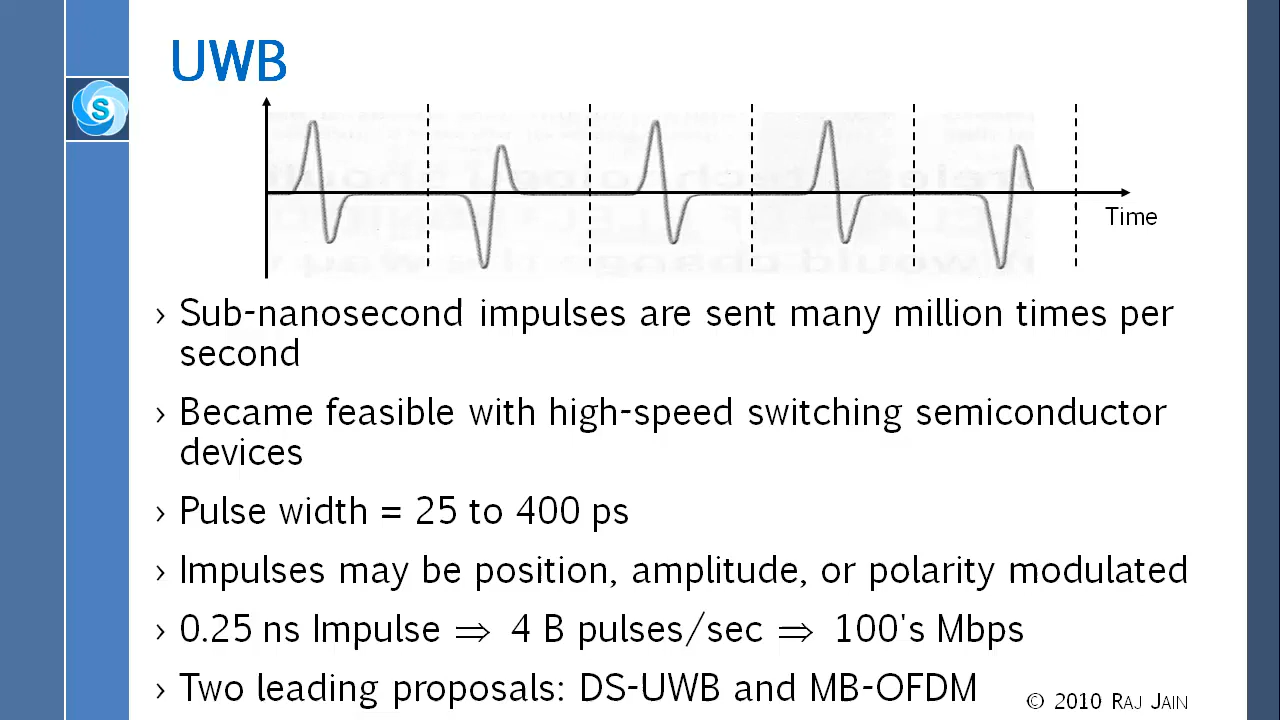 UWB
S
Time
› Sub-nanosecond impulses are sent many million times per
second
› Became feasible with high-speed switching semiconductor
devices
› Pulse width = 25 to 400 ps
› Impulses may be position, amplitude, or polarity modulated
› 0.25 ns Impulse ⇒ 4 B pulses/sec ⇒ 100's Mbps
› Two leading proposals: DS-UWB and MB-OFDM
© 2010 RAJ JAIN